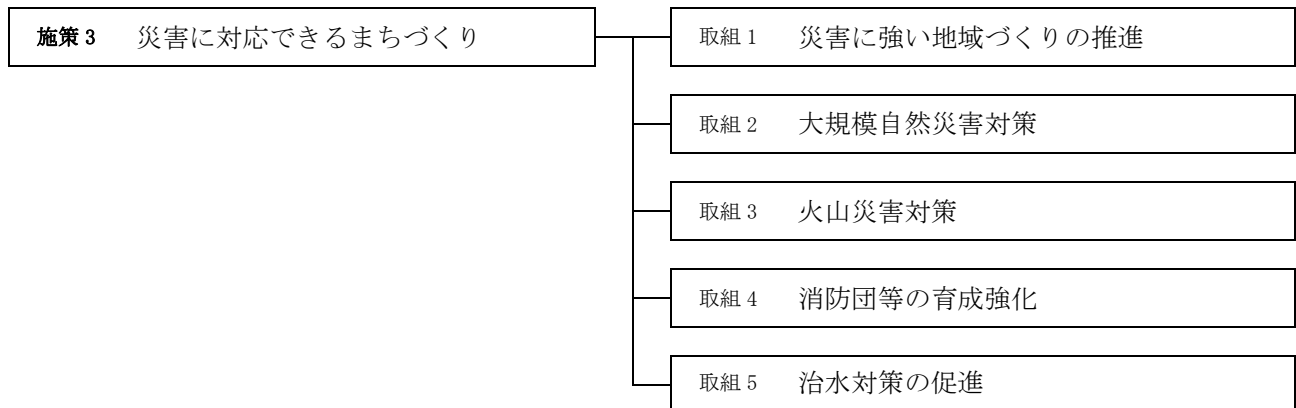 施策 3 災害に対応できるまちづくり
取組 1 災害に強い地域づくりの推進
取組 2 大規模自然災害対策
取組 3 火山災害対策
取組 4 消防団等の育成強化
取組 5 治水対策の促進